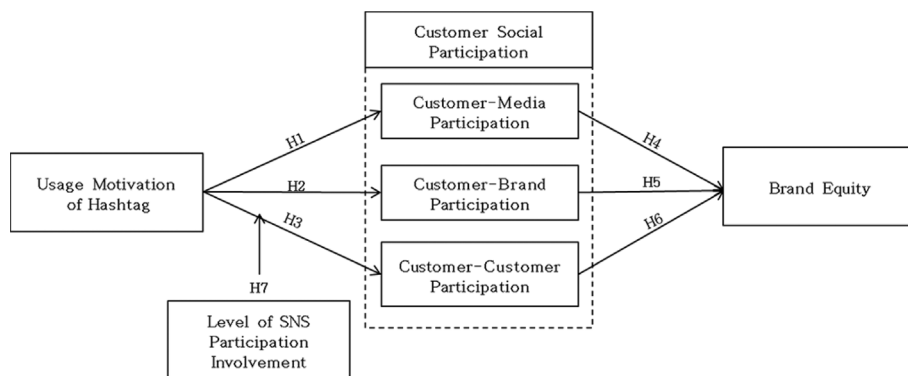 Customer Social
Participation
Customer-Media
Participation
H1
H4
Usage Motivation
of Hashtag
H2
Customer-Brand
Participation
H5
Brand Equity
H3
H6
Customer-Customer
Participation
H7
Level of SNS
Participation
Involvement